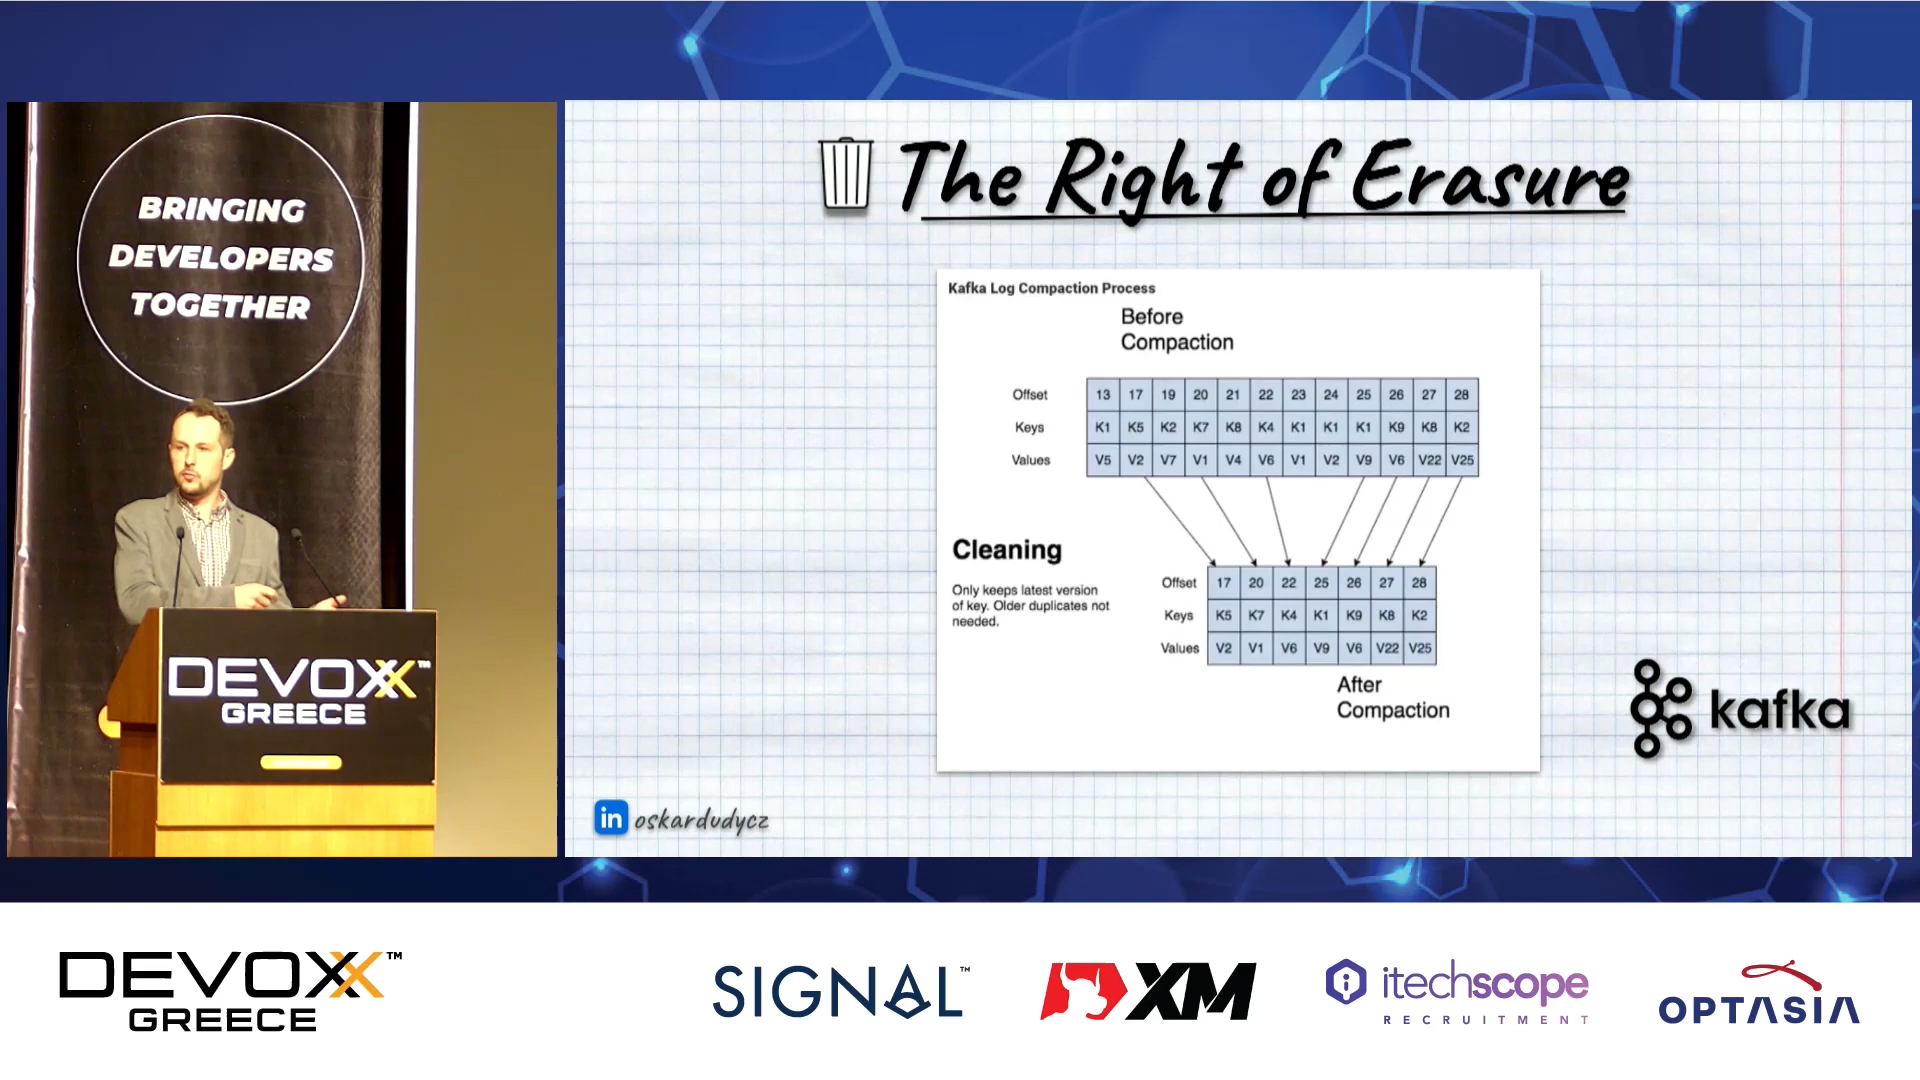 BRINGING
DEVELOPERS
TOGETHER
DEVOXX™
GREECE
The Right of Erasure
Kafka Log Compaction Process
Before
Compaction
Offset 13 17 19 20 21 22 23 24 25 26 27 28
Keys K1 K5 K2 K7 K8 K4 K1 K1 K1 K9 K8 K2
Values V5 V2 V7 V1 V4 V6 V1 V2 V9 V6 V22 V25
Cleaning
Only keeps latest version
of key. Older duplicates not
needed.
Offset 17 20 22 25 26 27 28
Keys K5 K7 K4 K1 K9 K8 K2
Values V2 V1 V6 V9 V6 V22 V25
After
Compaction
kafka
in oskardudycz
DEVOXX™
GREECE
SIGNAL™
XM
itechscope
RECRUITMENT
OPTASIA